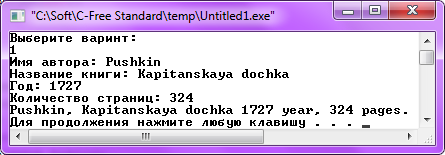 "C:\Soft\C-Free Standard\temp\Untitled1.exe"
Выберите варинт:
1
Имя автора: Pushkin
Название книги: Kapitanskaya dochka
Год: 1727
Количество страниц: 324
Pushkin, Kapitanskaya dochka 1727 year, 324 pages.
Для продолжения нажмите любую клавишу . . .